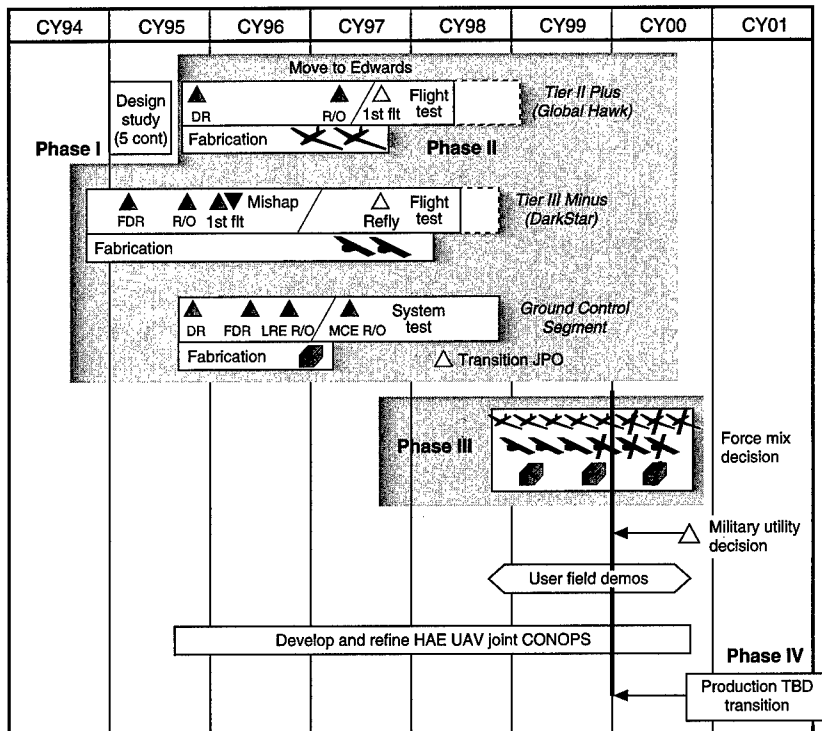 CY94 CY95 CY96 CY97 CY98 CY99 CY00 CY01
Move to Edwards
Design
study
(5 cont)
DR R/O 1st flt
Flight
test
Tier II Plus
(Global Hawk)
Fabrication
Phase I
Phase II
FDR R/O 1st flt
Mishap
Refly
Flight
test
Tier III Minus
(DarkStar)
Fabrication
DR FDR LRE R/O MCE R/O
System
test
Ground Control
Segment
Fabrication
Transition JPO
Phase III
Force mix
decision
Military utility
decision
User field demos
Develop and refine HAE UAV joint CONOPS
Phase IV
Production TBD
transition